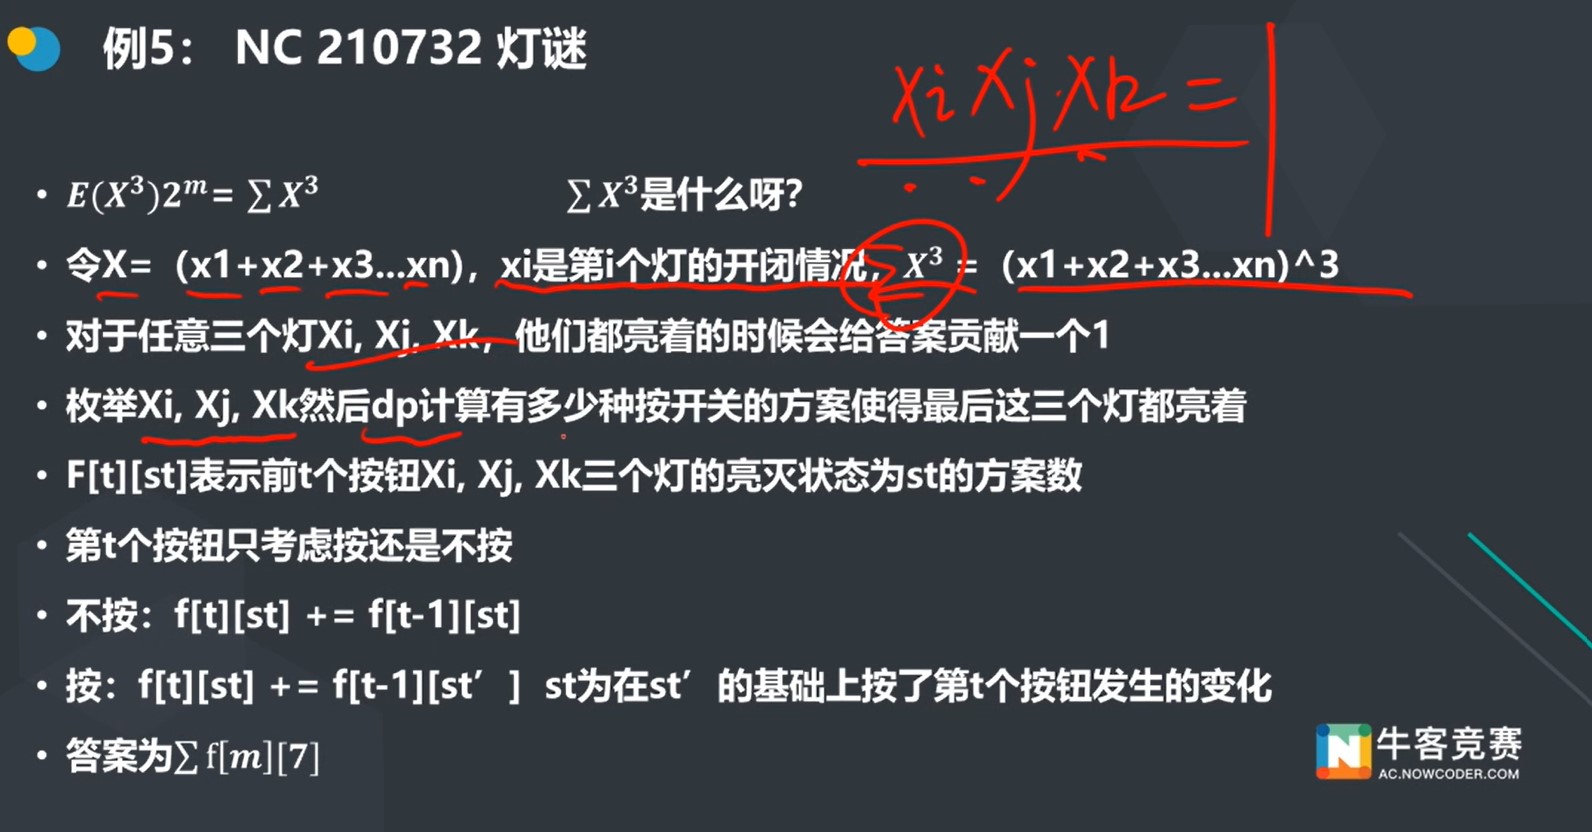 例5： NC 210732 灯谜
XiXjXk = 1
• E(X³)2ᵐ= ∑ X³ ∑ X³是什么呀?
• 令X=（x1+x2+x3...xn)，xi是第i个灯的开闭情况，X³ =（x1+x2+x3...xn)^3
• 对于任意三个灯Xi, Xj, Xk，他们都亮着的时候会给答案贡献一个1
• 枚举Xi, Xj, Xk然后dp计算有多少种按开关的方案使得最后这三个灯都亮着
• F[t][st]表示前t个按钮Xi, Xj, Xk三个灯的亮灭状态为st的方案数
• 第t个按钮只考虑按还是不按
• 不按：f[t][st] += f[t-1][st]
• 按：f[t][st] += f[t-1][st′ ] st为在st′ 的基础上按了第t个按钮发生的变化
• 答案为∑ f[m][7]
牛客竞赛
AC.NOWCODER.COM